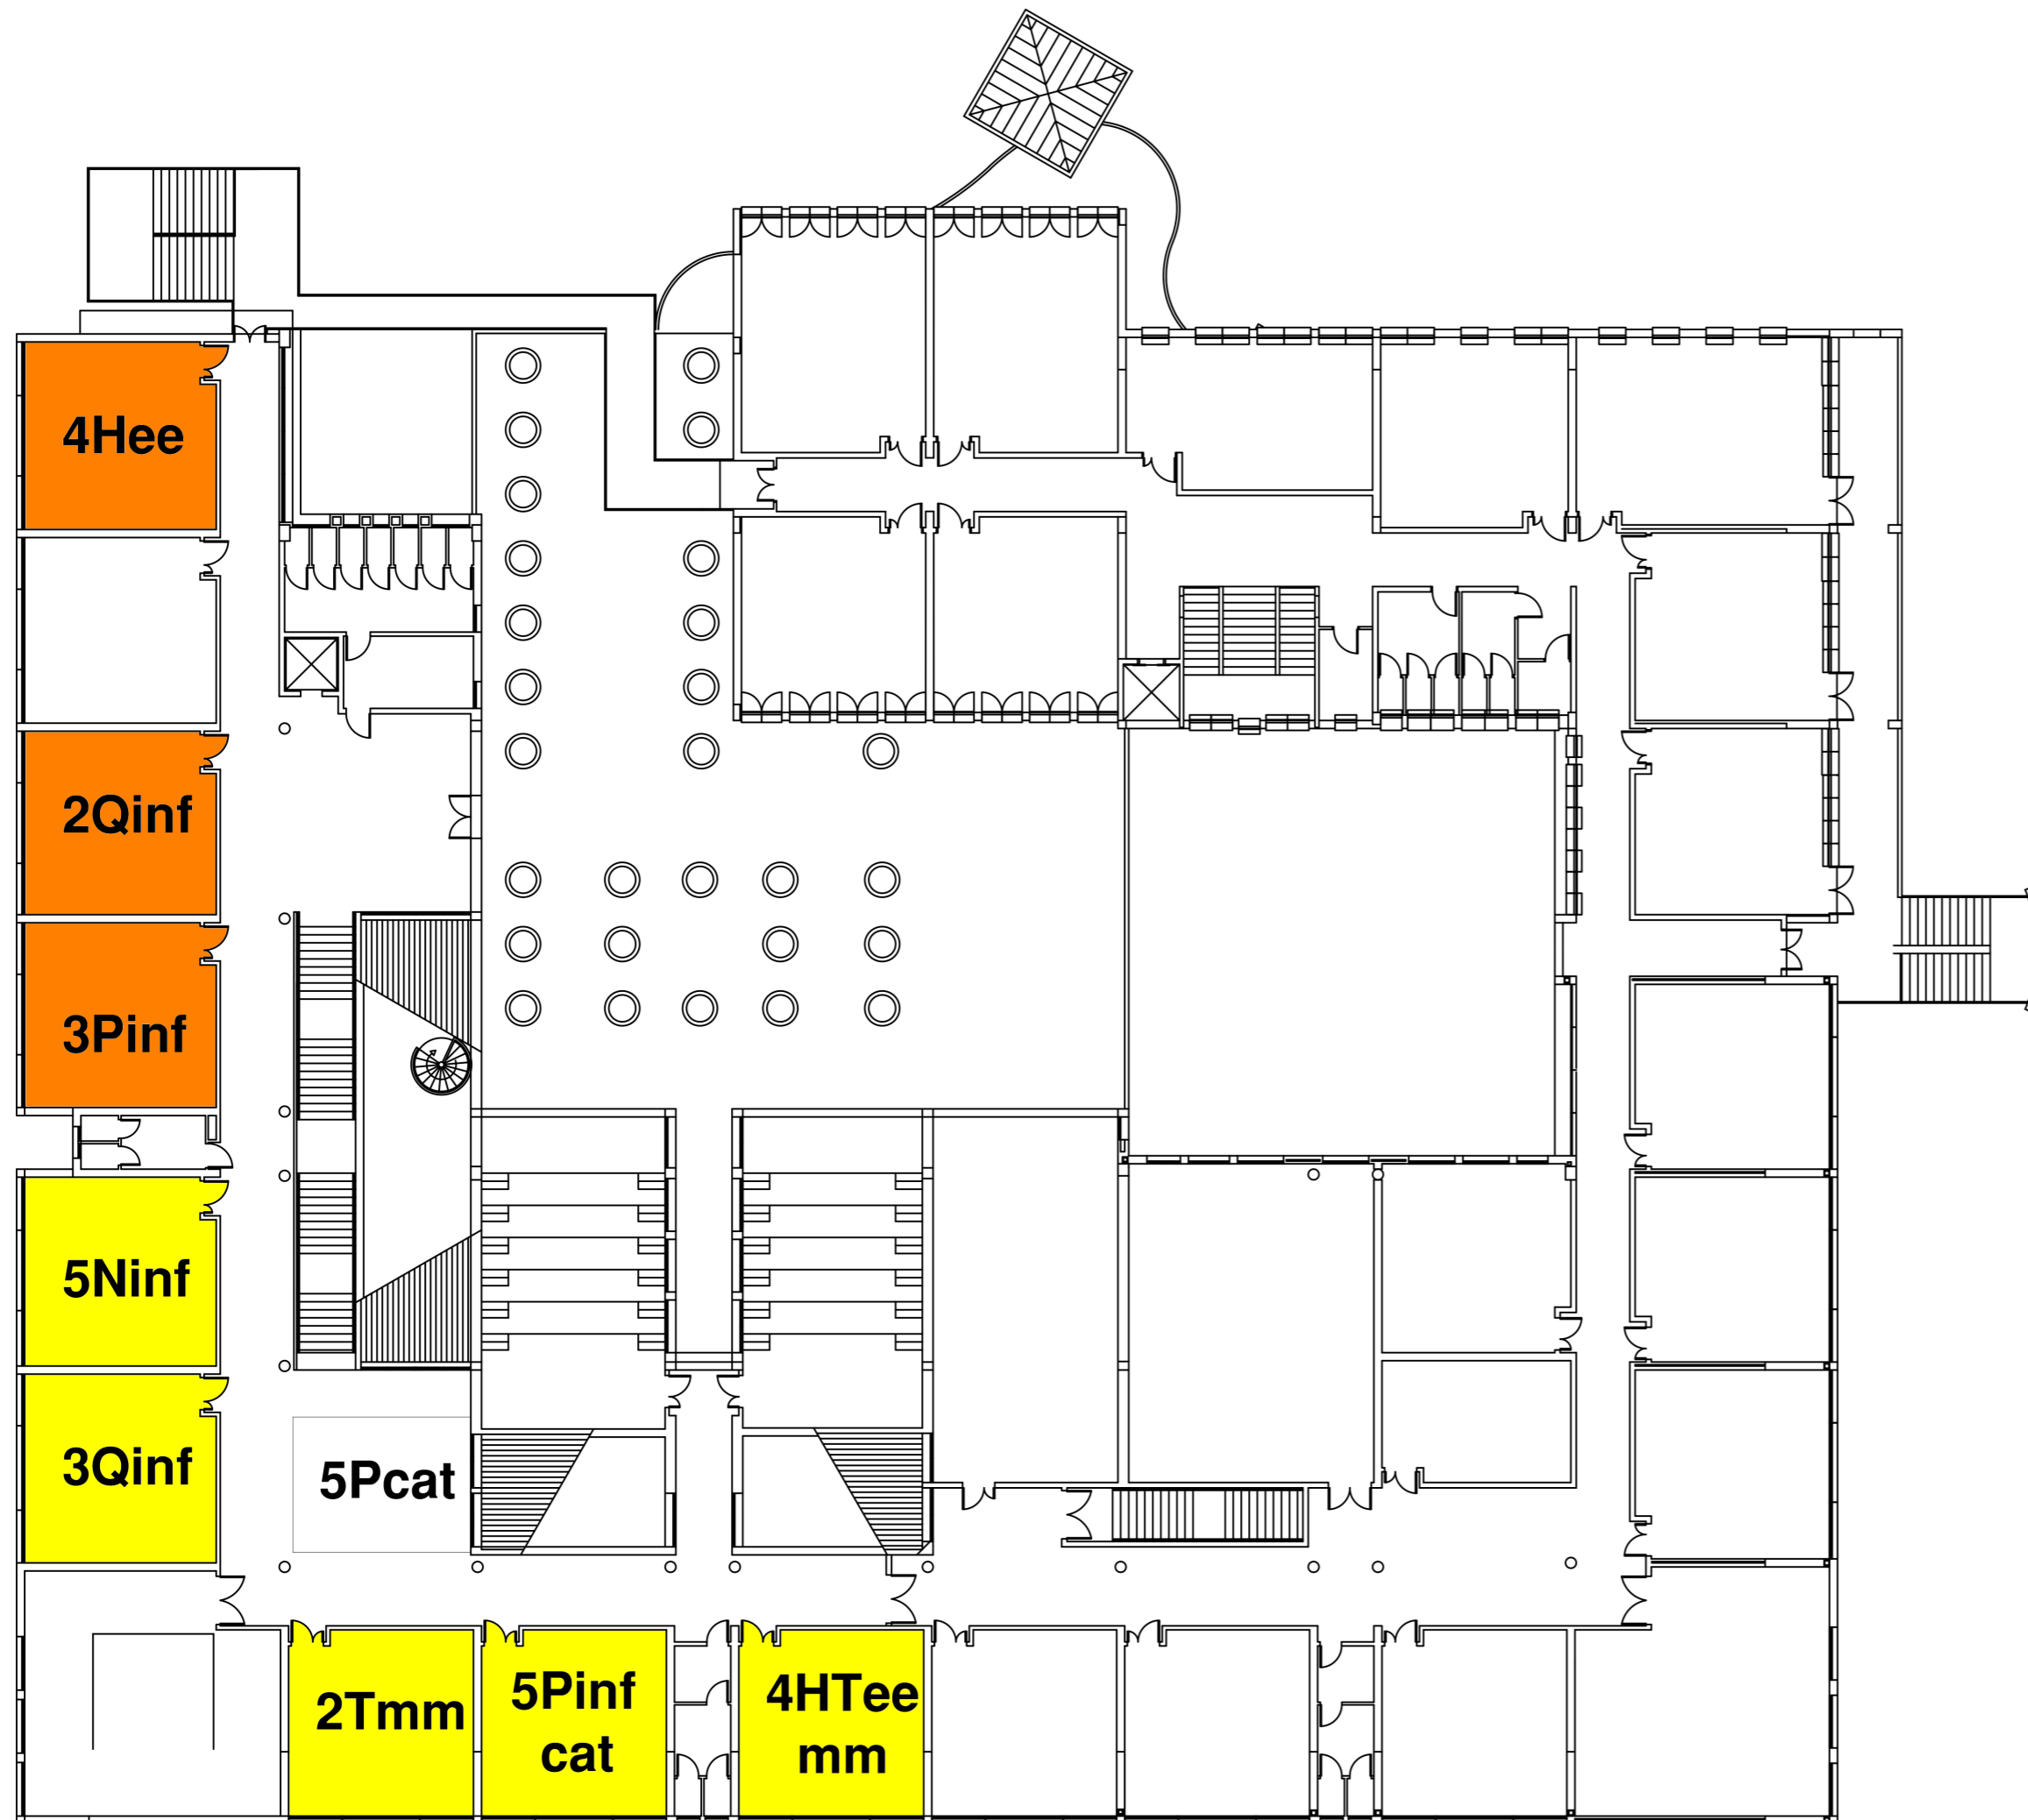 4Hee
2Qinf
3Pinf
5Ninf
3Qinf
5Pcat
2Tmm
5Pinf
cat
4HTee
mm